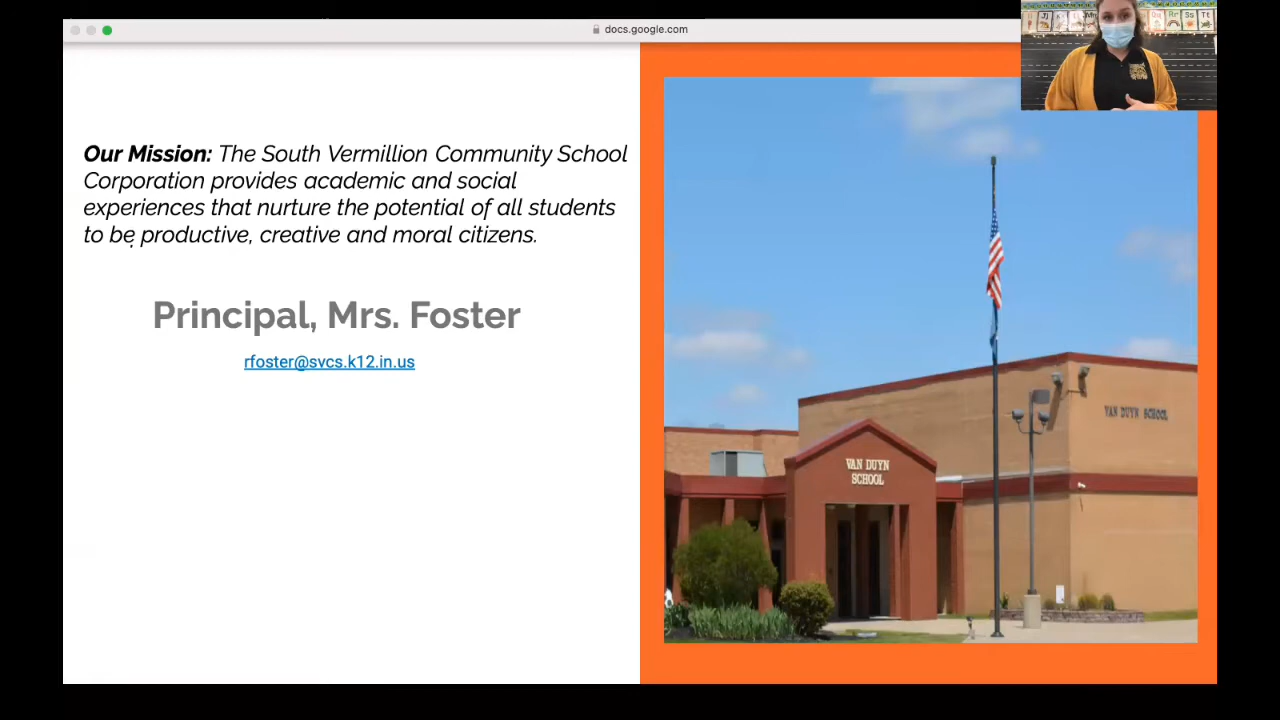 docs.google.com
Our Mission: The South Vermillion Community School
Corporation provides academic and social
experiences that nurture the potential of all students
to be productive, creative and moral citizens.
Principal, Mrs. Foster
rfoster@svcs.k12.in.us
VAN DUYN SCHOOL
VAN DUYN
SCHOOL